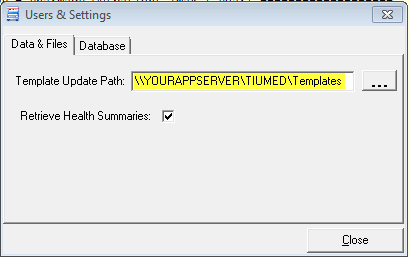 Users & Settings
Data & Files Database
Template Update Path: \\YOURAPPSERVER\TIUMED\Templates ...
Retrieve Health Summaries:
Close